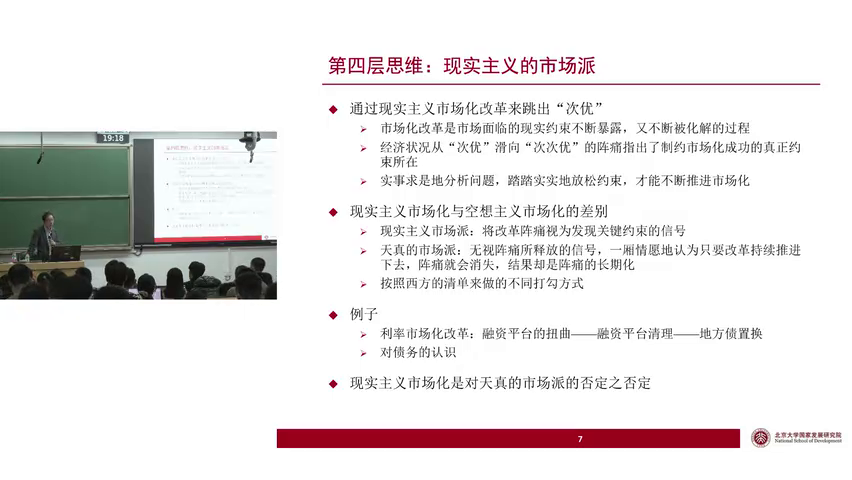 第四层思维：现实主义的市场派
通过现实主义市场化改革来跳出“次优”
市场化改革是市场面临的现实约束不断暴露，又不断被化解的过程
经济状况从“次优”滑向“次次优”的阵痛指出了制约市场化成功的真正约
束所在
实事求是地分析问题，踏踏实实地放松约束，才能不断推进市场化
现实主义市场化与空想主义市场化的差别
现实主义市场派：将改革阵痛视为发现关键约束的信号
天真的市场派：无视阵痛所释放的信号，一厢情愿地认为只要改革持续推进
下去，阵痛就会消失，结果却是阵痛的长期化
按照西方的清单来做的不同打勾方式
例子
利率市场化改革：融资平台的扭曲——融资平台清理——地方债置换
对债务的认识
现实主义市场化是对天真的市场派的否定之否定
19:18
7
北京大学国家发展研究院
National School of Development